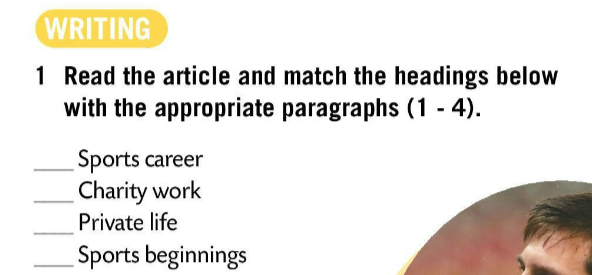 WRITING
1 Read the article and match the headings below
with the appropriate paragraphs (1 - 4).
____ Sports career
____ Charity work
____ Private life
____ Sports beginnings